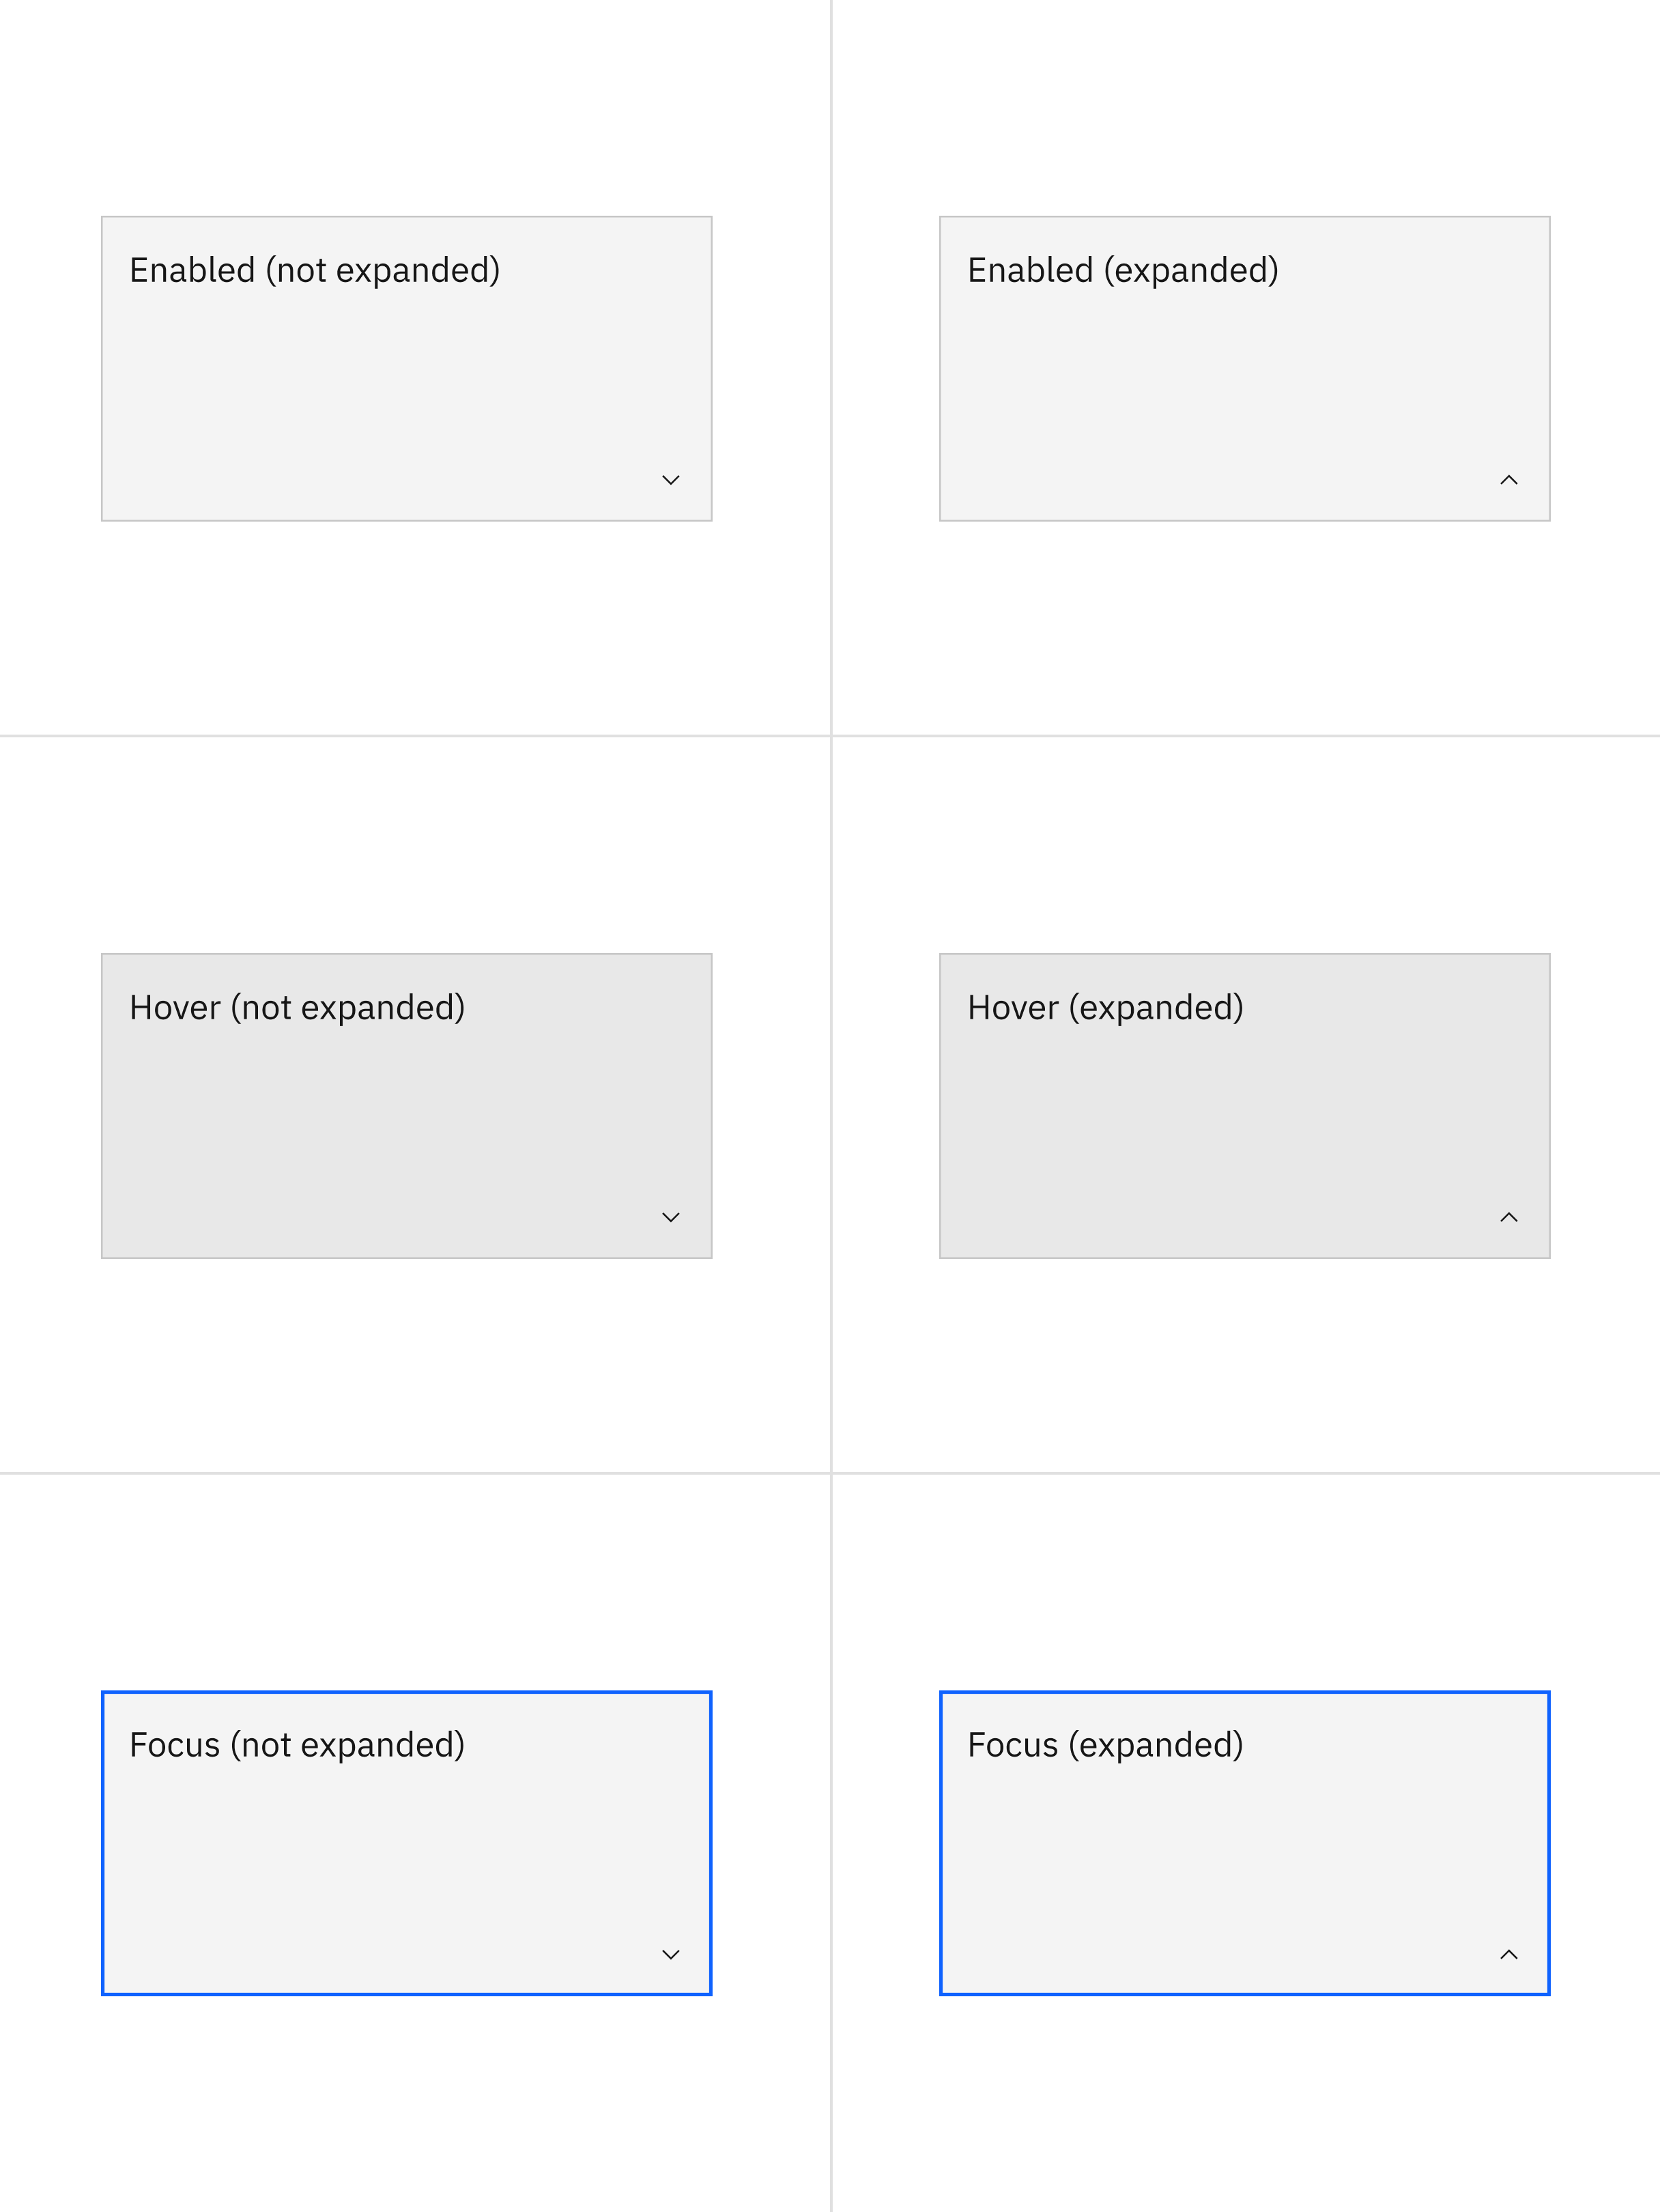 Enabled (not expanded)
Enabled (expanded)
Hover (not expanded)
Hover (expanded)
Focus (not expanded)
Focus (expanded)